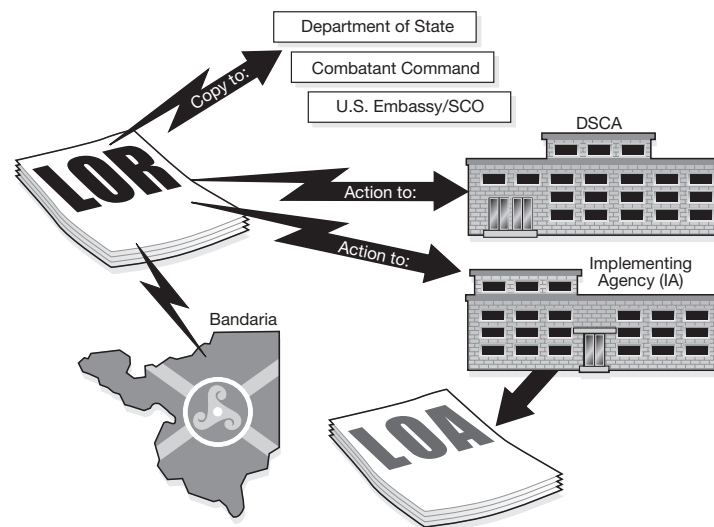 Department of State
Combatant Command
U.S. Embassy/SCO
Copy to:
LOR
DSCA
Action to:
Action to:
Implementing
Agency (IA)
Bandaria
LOA